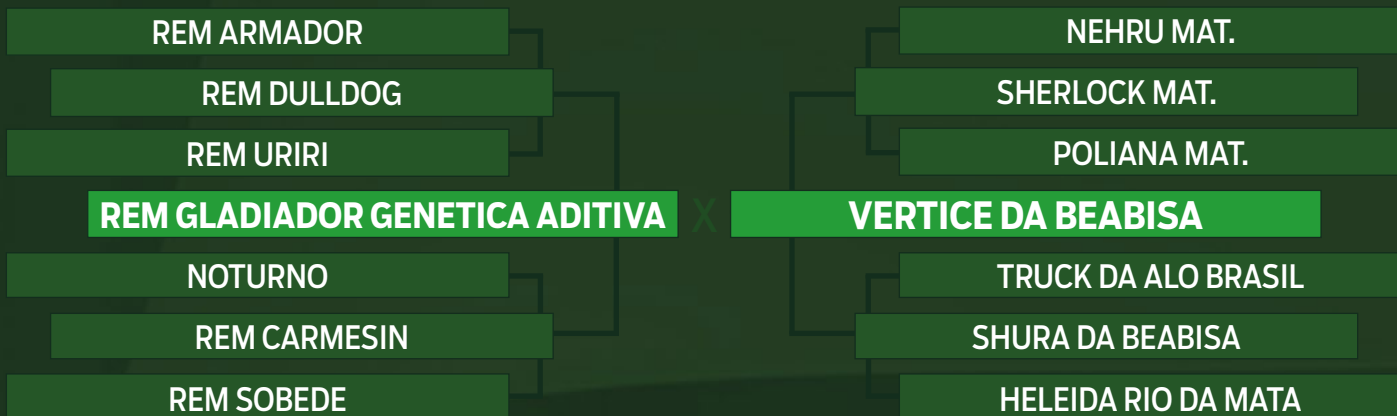 REM ARMADOR
REM DULLDOG
REM URIRI
REM GLADIADOR GENETICA ADITIVA X VERTICE DA BEABISA
NOTURNO
REM CARMESIN
REM SOBEDE
NEHRU MAT.
SHERLOCK MAT.
POLIANA MAT.
TRUCK DA ALO BRASIL
SHURA DA BEABISA
HELEIDA RIO DA MATA